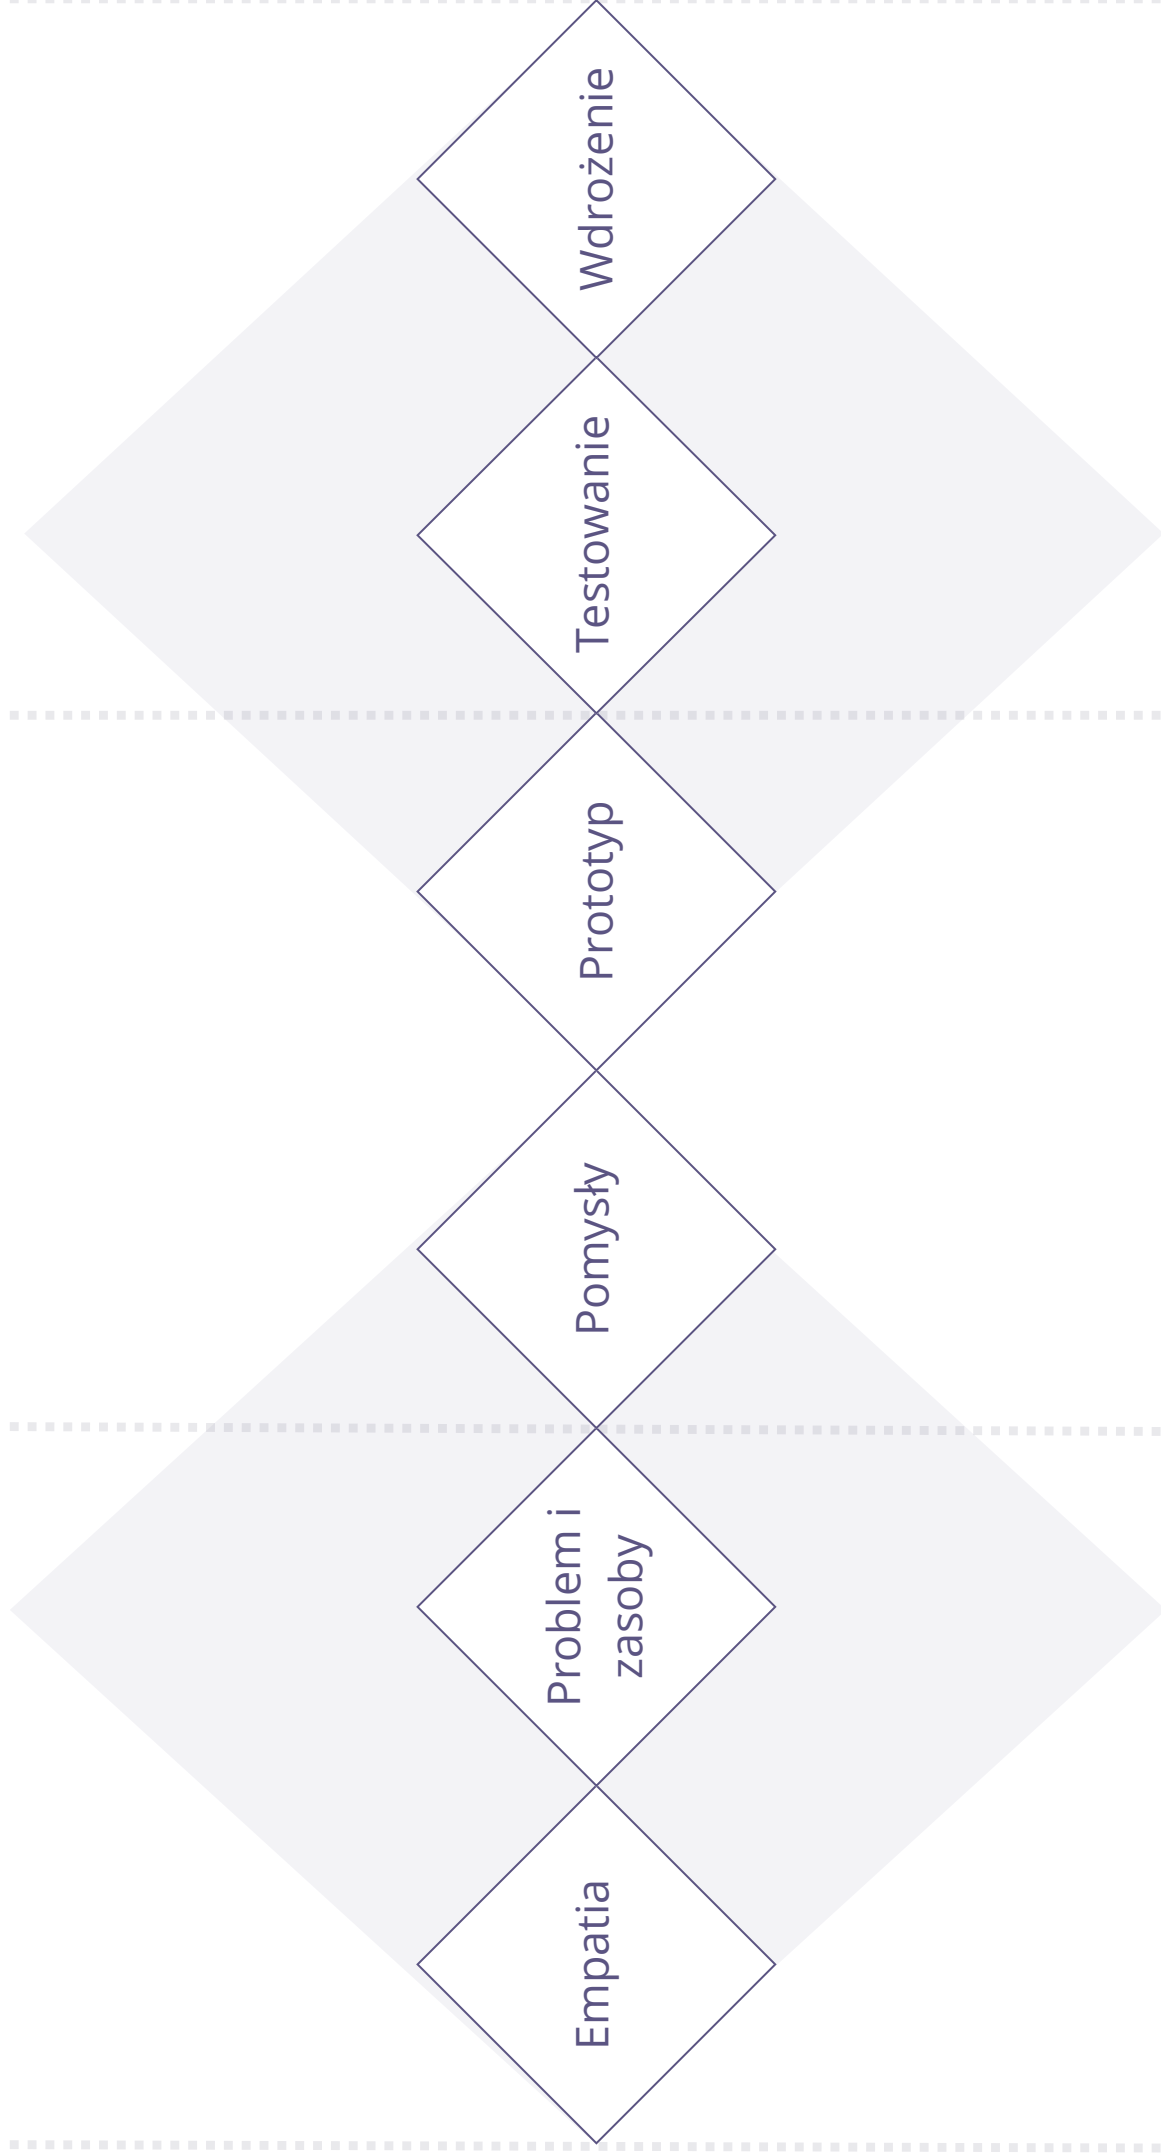 Empatia
Problem i
zasoby
Pomysły
Prototyp
Testowanie
Wdrożenie